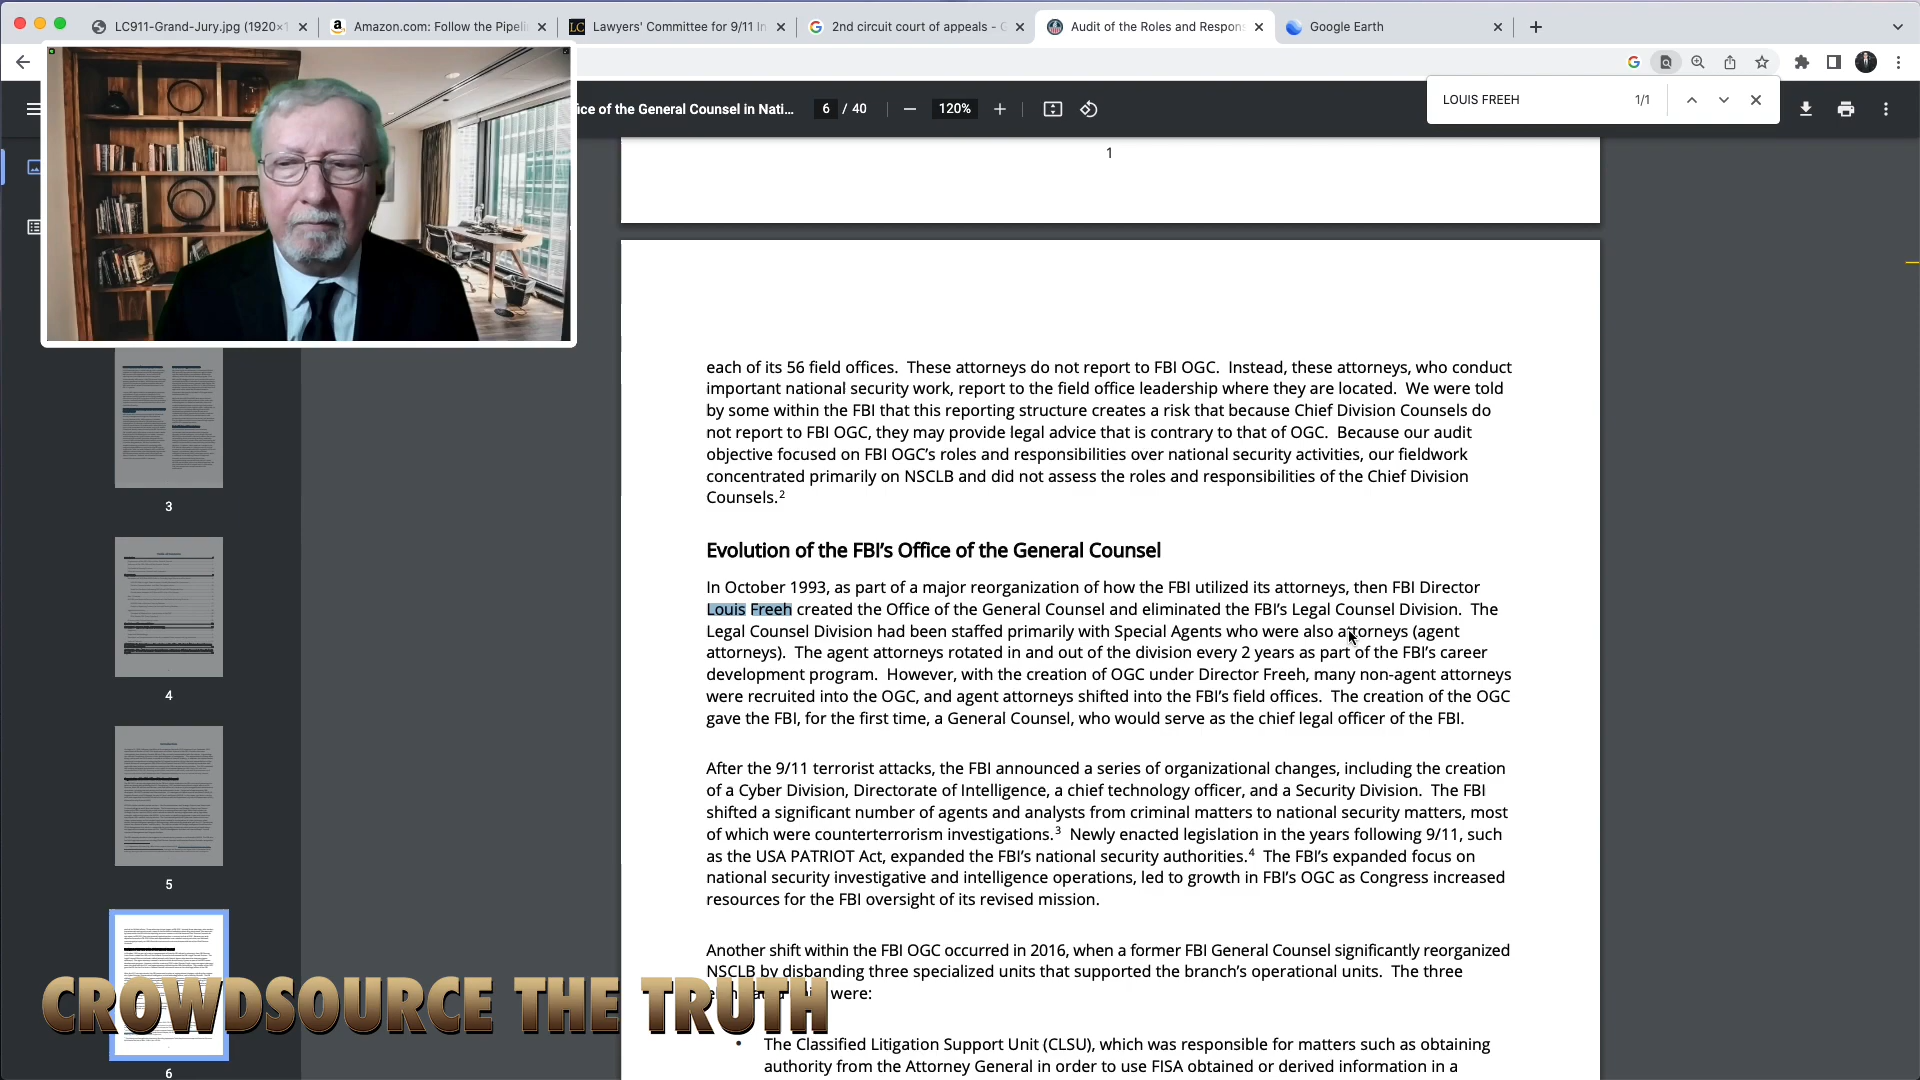 LC911-Grand-Jury.jpg (1920×1
Amazon.com: Follow the Pipeli
Lawyers' Committee for 9/11 In
2nd circuit court of appeals - G
Audit of the Roles and Respons
Google Earth
ice of the General Counsel in Nati...
6 / 40
120%
LOUIS FREEH
1/1
1
each of its 56 field offices. These attorneys do not report to FBI OGC. Instead, these attorneys, who conduct
important national security work, report to the field office leadership where they are located. We were told
by some within the FBI that this reporting structure creates a risk that because Chief Division Counsels do
not report to FBI OGC, they may provide legal advice that is contrary to that of OGC. Because our audit
objective focused on FBI OGC's roles and responsibilities over national security activities, our fieldwork
concentrated primarily on NSCLB and did not assess the roles and responsibilities of the Chief Division
Counsels.2
Evolution of the FBI's Office of the General Counsel
In October 1993, as part of a major reorganization of how the FBI utilized its attorneys, then FBI Director
Louis Freeh created the Office of the General Counsel and eliminated the FBI's Legal Counsel Division. The
Legal Counsel Division had been staffed primarily with Special Agents who were also attorneys (agent
attorneys). The agent attorneys rotated in and out of the division every 2 years as part of the FBI's career
development program. However, with the creation of OGC under Director Freeh, many non-agent attorneys
were recruited into the OGC, and agent attorneys shifted into the FBI's field offices. The creation of the OGC
gave the FBI, for the first time, a General Counsel, who would serve as the chief legal officer of the FBI.
After the 9/11 terrorist attacks, the FBI announced a series of organizational changes, including the creation
of a Cyber Division, Directorate of Intelligence, a chief technology officer, and a Security Division. The FBI
shifted a significant number of agents and analysts from criminal matters to national security matters, most
of which were counterterrorism investigations.3 Newly enacted legislation in the years following 9/11, such
as the USA PATRIOT Act, expanded the FBI's national security authorities.4 The FBI's expanded focus on
national security investigative and intelligence operations, led to growth in FBI's OGC as Congress increased
resources for the FBI oversight of its revised mission.
Another shift within the FBI OGC occurred in 2016, when a former FBI General Counsel significantly reorganized
NSCLB by disbanding three specialized units that supported the branch's operational units. The three
were:
• The Classified Litigation Support Unit (CLSU), which was responsible for matters such as obtaining
authority from the Attorney General in order to use FISA obtained or derived information in a
3
4
5
6
CROWDSOURCE THE TRUTH